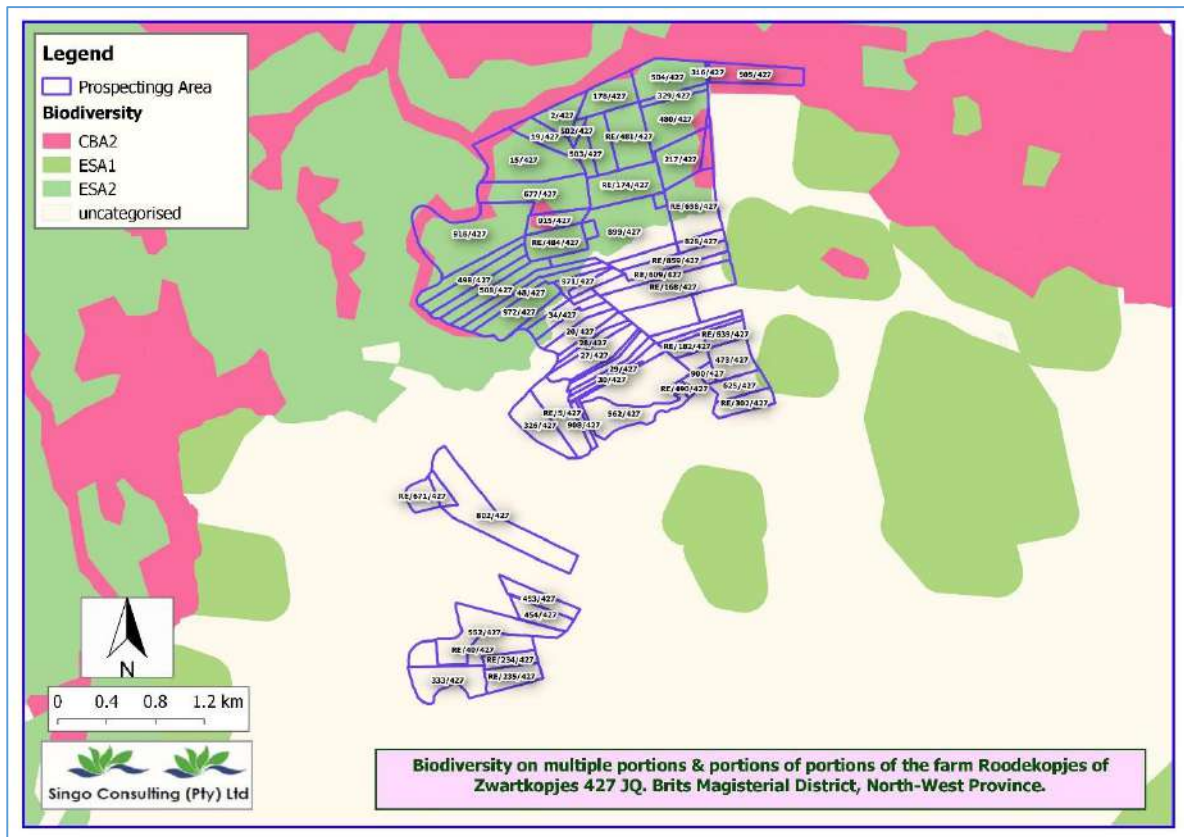 Legend
Prospectingg Area
Biodiversity
CBA2
ESA1
ESA2
uncategorised
504/427
316/427
505/427
178/427
329/427
2/427
480/427
502/427
19/427
RE/481/427
503/427
15/427
217/427
RE/174/427
677/427
RE/698/427
015/427
916/427
899/427
RE/484/427
828/427
RE/859/427
RE/609/427
971/427
498/427
RE/168/427
508/427
48/427
972/427
34/427
20/427
RE/639/427
28/427
RE/182/427
27/427
473/427
29/427
900/427
30/427
625/427
RE/490/427
RE/302/427
RE/5/427
562/427
326/427
908/427
RE/671/427
802/427
453/427
454/427
552/427
RE/40/427
RE/234/427
RE/235/427
333/427
N
0 0.4 0.8 1.2 km
Singo Consulting (Pty) Ltd
Biodiversity on multiple portions & portions of portions of the farm Roodekopjes of
Zwartkopjes 427 JQ. Brits Magisterial District, North-West Province.